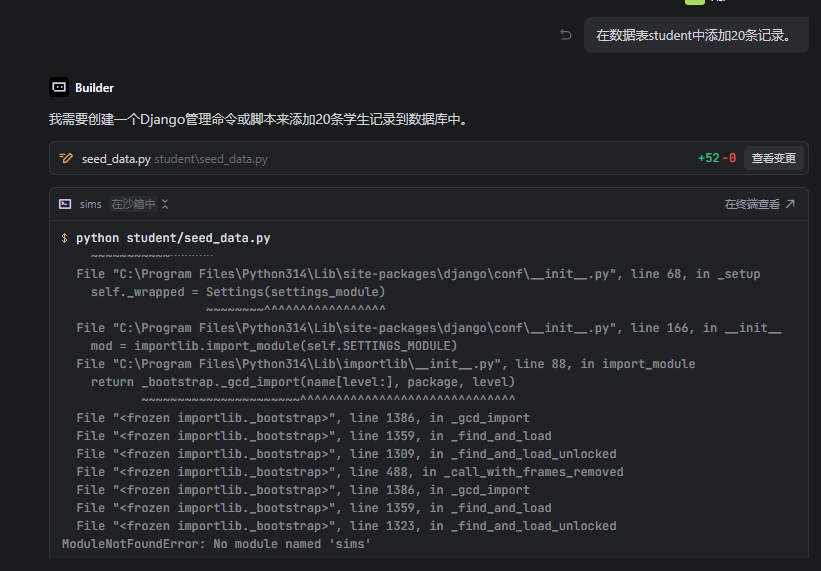 在数据表student中添加20条记录。
Builder
我需要创建一个Django管理命令或脚本来添加20条学生记录到数据库中。
seed_data.py student\seed_data.py +52 -0 查看变更
sims 在沙箱中 在终端查看
$ python student/seed_data.py
~~~~~~~~~~~^^^^^^
File "C:\Program Files\Python314\Lib\site-packages\django\conf\__init__.py", line 68, in _setup
self._wrapped = Settings(settings_module)
~~~~~~~~^^^^^^^^^^^^^^^^^
File "C:\Program Files\Python314\Lib\site-packages\django\conf\__init__.py", line 166, in __init__
mod = importlib.import_module(self.SETTINGS_MODULE)
File "C:\Program Files\Python314\Lib\importlib\__init__.py", line 88, in import_module
return _bootstrap._gcd_import(name[level:], package, level)
~~~~~~~~~~~~~~~~~~~~~~^^^^^^^^^^^^^^^^^^^^^^^^^^^^^^
File "<frozen importlib._bootstrap>", line 1386, in _gcd_import
File "<frozen importlib._bootstrap>", line 1359, in _find_and_load
File "<frozen importlib._bootstrap>", line 1309, in _find_and_load_unlocked
File "<frozen importlib._bootstrap>", line 488, in _call_with_frames_removed
File "<frozen importlib._bootstrap>", line 1386, in _gcd_import
File "<frozen importlib._bootstrap>", line 1359, in _find_and_load
File "<frozen importlib._bootstrap>", line 1323, in _find_and_load_unlocked
ModuleNotFoundError: No module named 'sims'